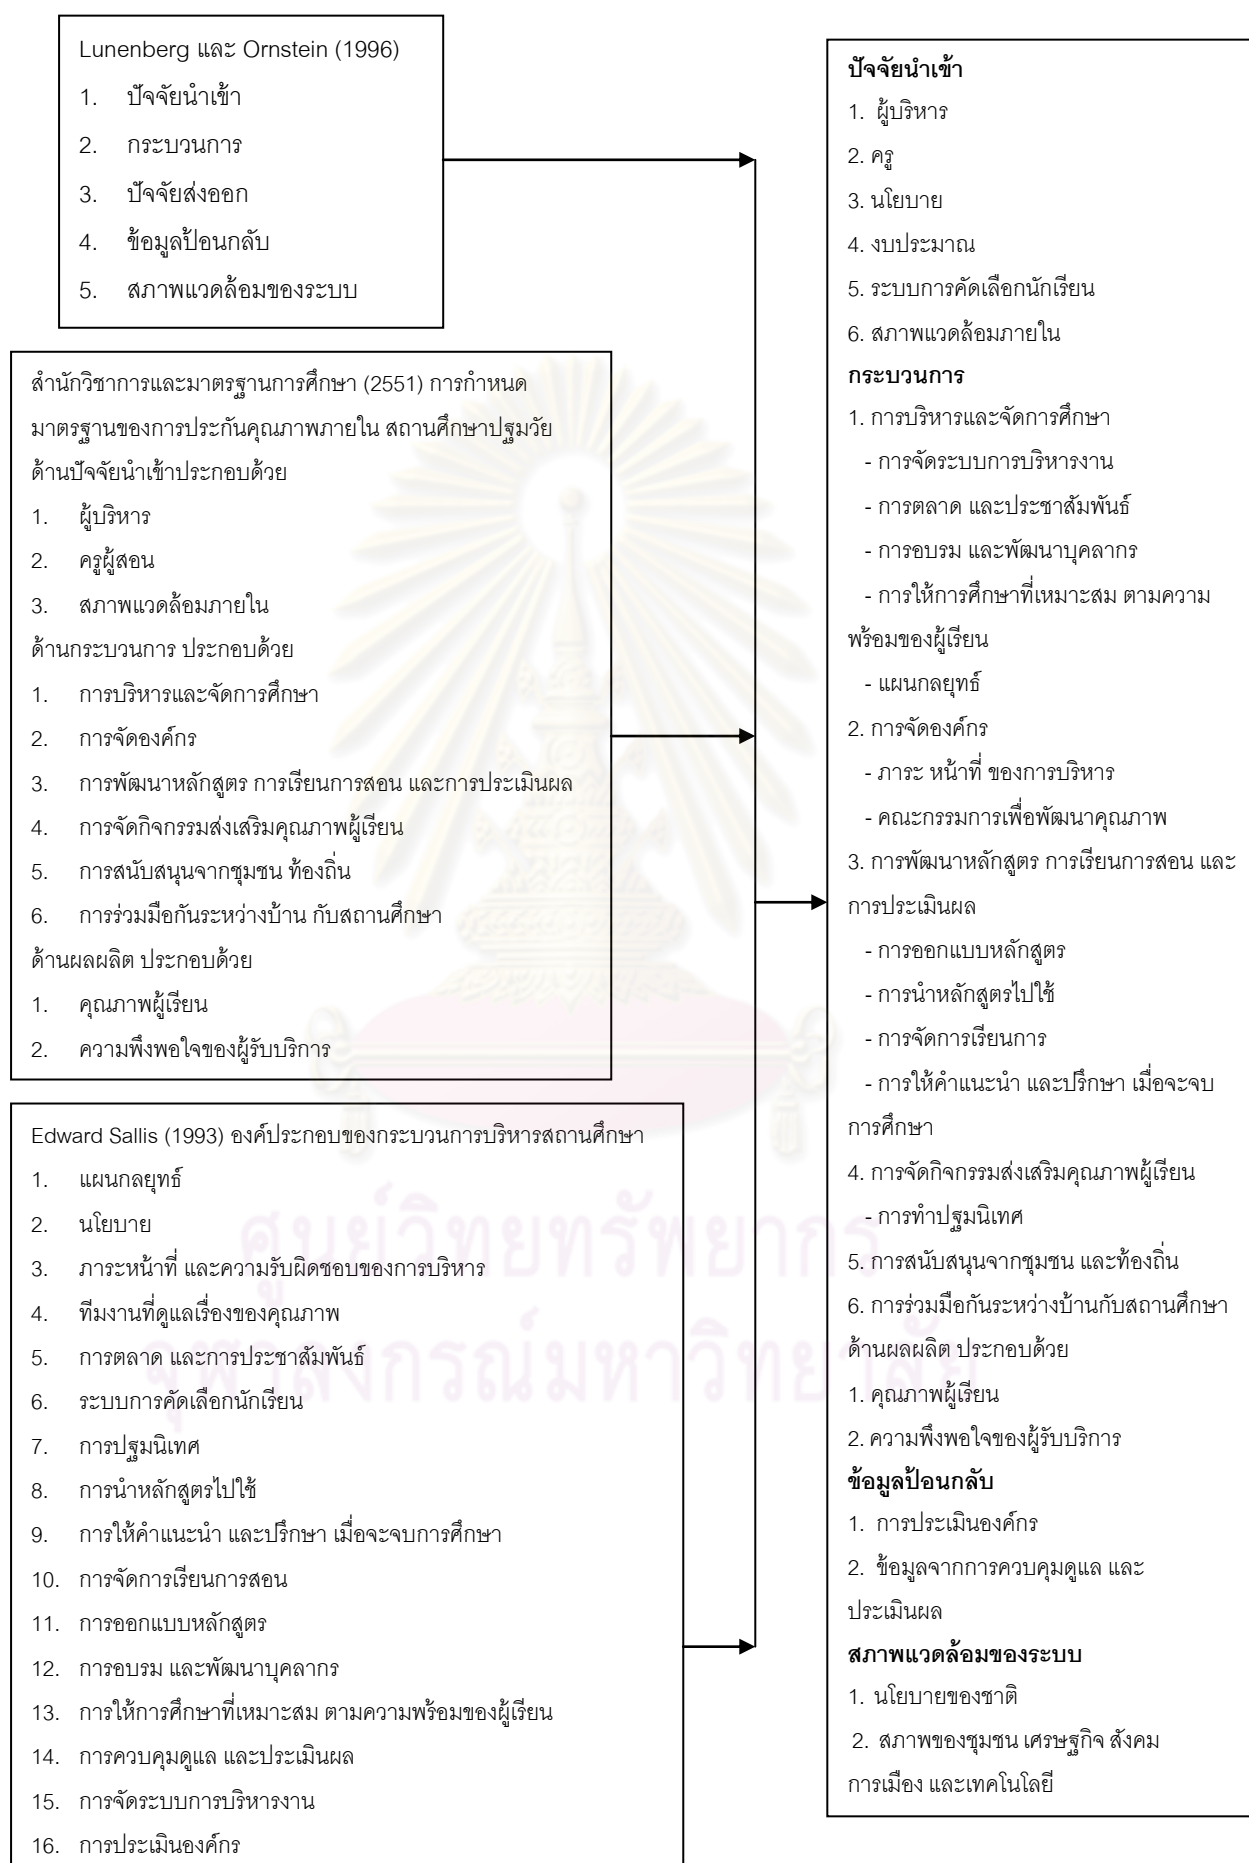 Lunenberg และ Ornstein (1996)
1. ปัจจัยนำเข้า
2. กระบวนการ
3. ปัจจัยส่งออก
4. ข้อมูลป้อนกลับ
5. สภาพแวดล้อมของระบบ
สำนักวิชาการและมาตรฐานการศึกษา (2551) การกำหนด
มาตรฐานของการประกันคุณภาพภายใน สถานศึกษาปฐมวัย
ด้านปัจจัยนำเข้าประกอบด้วย
1. ผู้บริหาร
2. ครูผู้สอน
3. สภาพแวดล้อมภายใน
ด้านกระบวนการ ประกอบด้วย
1. การบริหารและจัดการศึกษา
2. การจัดองค์กร
3. การพัฒนาหลักสูตร การเรียนการสอน และการประเมินผล
4. การจัดกิจกรรมส่งเสริมคุณภาพผู้เรียน
5. การสนับสนุนจากชุมชน ท้องถิ่น
6. การร่วมมือกันระหว่างบ้าน กับสถานศึกษา
ด้านผลผลิต ประกอบด้วย
1. คุณภาพผู้เรียน
2. ความพึงพอใจของผู้รับบริการ
Edward Sallis (1993) องค์ประกอบของกระบวนการบริหารสถานศึกษา
1. แผนกลยุทธ์
2. นโยบาย
3. ภาระหน้าที่ และความรับผิดชอบของการบริหาร
4. ทีมงานที่ดูแลเรื่องของคุณภาพ
5. การตลาด และการประชาสัมพันธ์
6. ระบบการคัดเลือกนักเรียน
7. การปฐมนิเทศ
8. การนำหลักสูตรไปใช้
9. การให้คำแนะนำ และปรึกษา เมื่อจะจบการศึกษา
10. การจัดการเรียนการสอน
11. การออกแบบหลักสูตร
12. การอบรม และพัฒนาบุคลากร
13. การให้การศึกษาที่เหมาะสม ตามความพร้อมของผู้เรียน
14. การควบคุมดูแล และประเมินผล
15. การจัดระบบการบริหารงาน
16. การประเมินองค์กร
ปัจจัยนำเข้า
1. ผู้บริหาร
2. ครู
3. นโยบาย
4. งบประมาณ
5. ระบบการคัดเลือกนักเรียน
6. สภาพแวดล้อมภายใน
กระบวนการ
1. การบริหารและจัดการศึกษา
- การจัดระบบการบริหารงาน
- การตลาด และประชาสัมพันธ์
- การอบรม และพัฒนาบุคลากร
- การให้การศึกษาที่เหมาะสม ตามความ
พร้อมของผู้เรียน
- แผนกลยุทธ์
2. การจัดองค์กร
- ภาระ หน้าที่ ของการบริหาร
- คณะกรรมการเพื่อพัฒนาคุณภาพ
3. การพัฒนาหลักสูตร การเรียนการสอน และ
การประเมินผล
- การออกแบบหลักสูตร
- การนำหลักสูตรไปใช้
- การจัดการเรียนการ
- การให้คำแนะนำ และปรึกษา เมื่อจะจบ
การศึกษา
4. การจัดกิจกรรมส่งเสริมคุณภาพผู้เรียน
- การทำปฐมนิเทศ
5. การสนับสนุนจากชุมชน และท้องถิ่น
6. การร่วมมือกันระหว่างบ้านกับสถานศึกษา
ด้านผลผลิต ประกอบด้วย
1. คุณภาพผู้เรียน
2. ความพึงพอใจของผู้รับบริการ
ข้อมูลป้อนกลับ
1. การประเมินองค์กร
2. ข้อมูลจากการควบคุมดูแล และ
ประเมินผล
สภาพแวดล้อมของระบบ
1. นโยบายของชาติ
2. สภาพของชุมชน เศรษฐกิจ สังคม
การเมือง และเทคโนโลยี
ศูนย์วิทยทรัพยากร
จุฬาลงกรณ์มหาวิทยาลัย